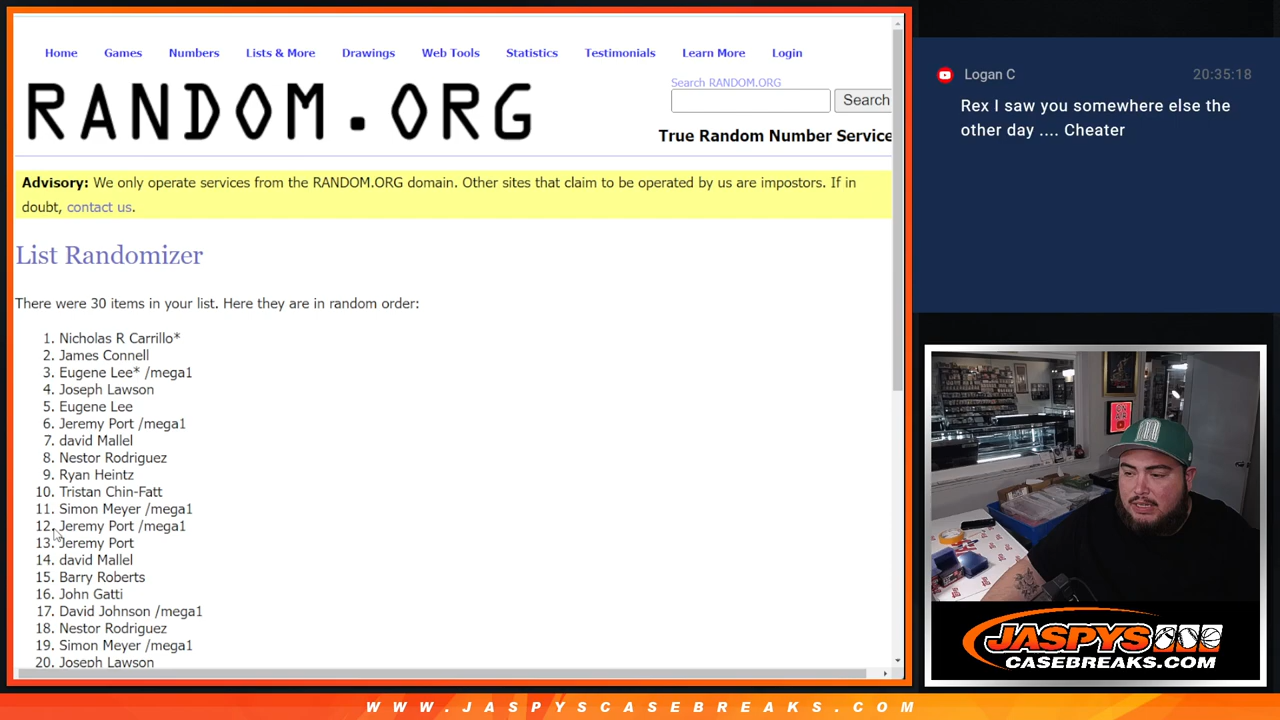 Home Games Numbers Lists & More Drawings Web Tools Statistics Testimonials Learn More Login
RANDOM.ORG
Search RANDOM.ORG
Search
True Random Number Service
Advisory: We only operate services from the RANDOM.ORG domain. Other sites that claim to be operated by us are impostors. If in
doubt, contact us.
List Randomizer
There were 30 items in your list. Here they are in random order:
1. Nicholas R Carrillo*
2. James Connell
3. Eugene Lee* /mega1
4. Joseph Lawson
5. Eugene Lee
6. Jeremy Port /mega1
7. david Mallel
8. Nestor Rodriguez
9. Ryan Heintz
10. Tristan Chin-Fatt
11. Simon Meyer /mega1
12. Jeremy Port /mega1
13. Jeremy Port
14. david Mallel
15. Barry Roberts
16. John Gatti
17. David Johnson /mega1
18. Nestor Rodriguez
19. Simon Meyer /mega1
20. Joseph Lawson
Logan C 20:35:18
Rex I saw you somewhere else the
other day .... Cheater
JASPYS
CASEBREAKS.COM
WWW.JASPYSCASEBREAKS.COM